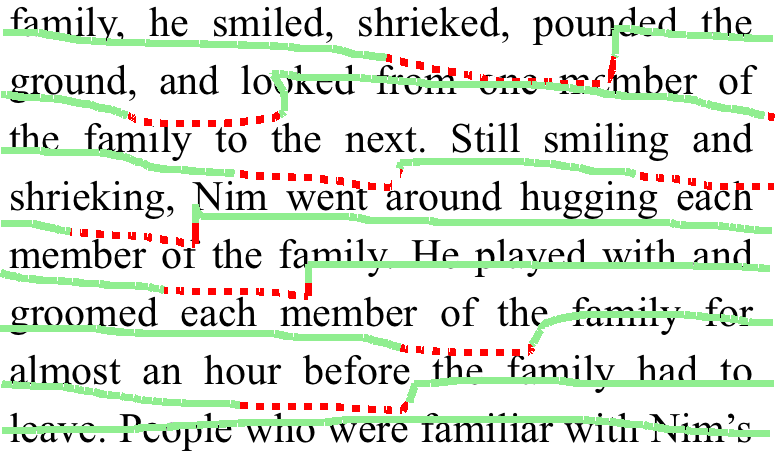 family, he smiled, shrieked, pounded the
ground, and looked from one member of
the family to the next. Still smiling and
shrieking, Nim went around hugging each
member of the family. He played with and
groomed each member of the family for
almost an hour before the family had to
leave. People who were familiar with Nim's